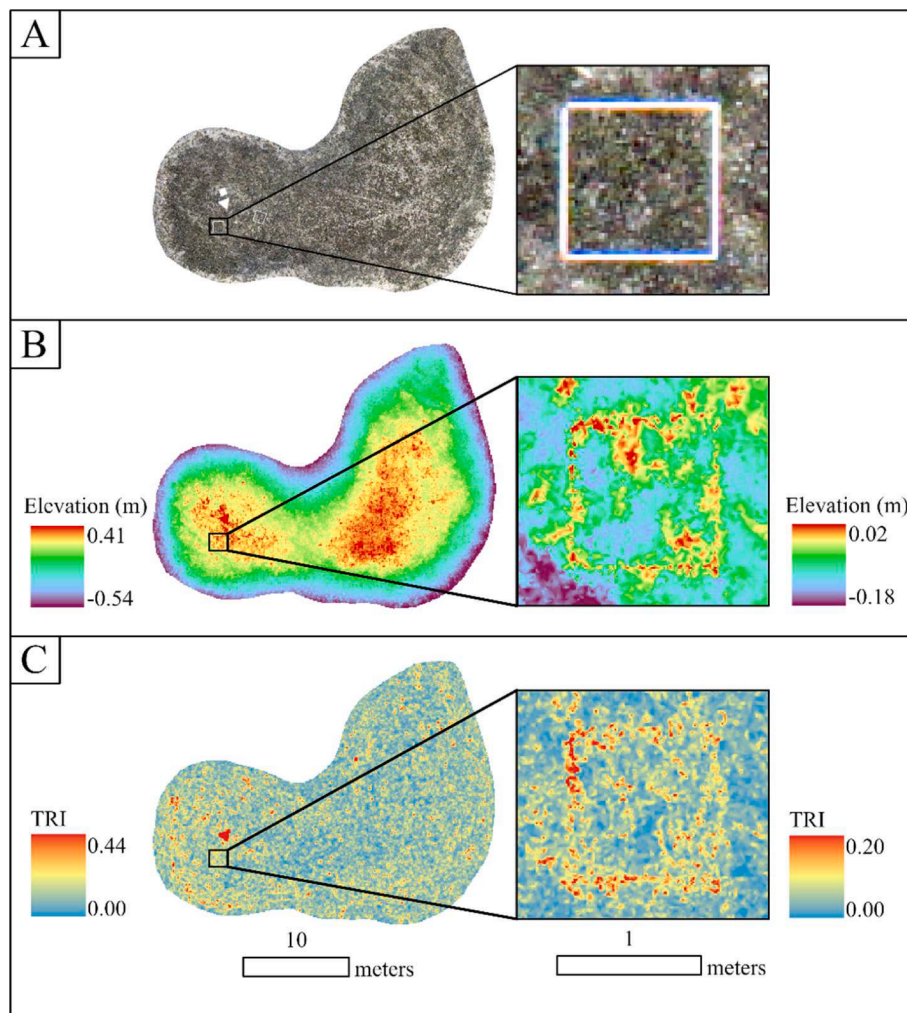 A
B
Elevation (m)
0.41
-0.54
Elevation (m)
0.02
-0.18
C
TRI
0.44
0.00
TRI
0.20
0.00
10
meters
1
meters